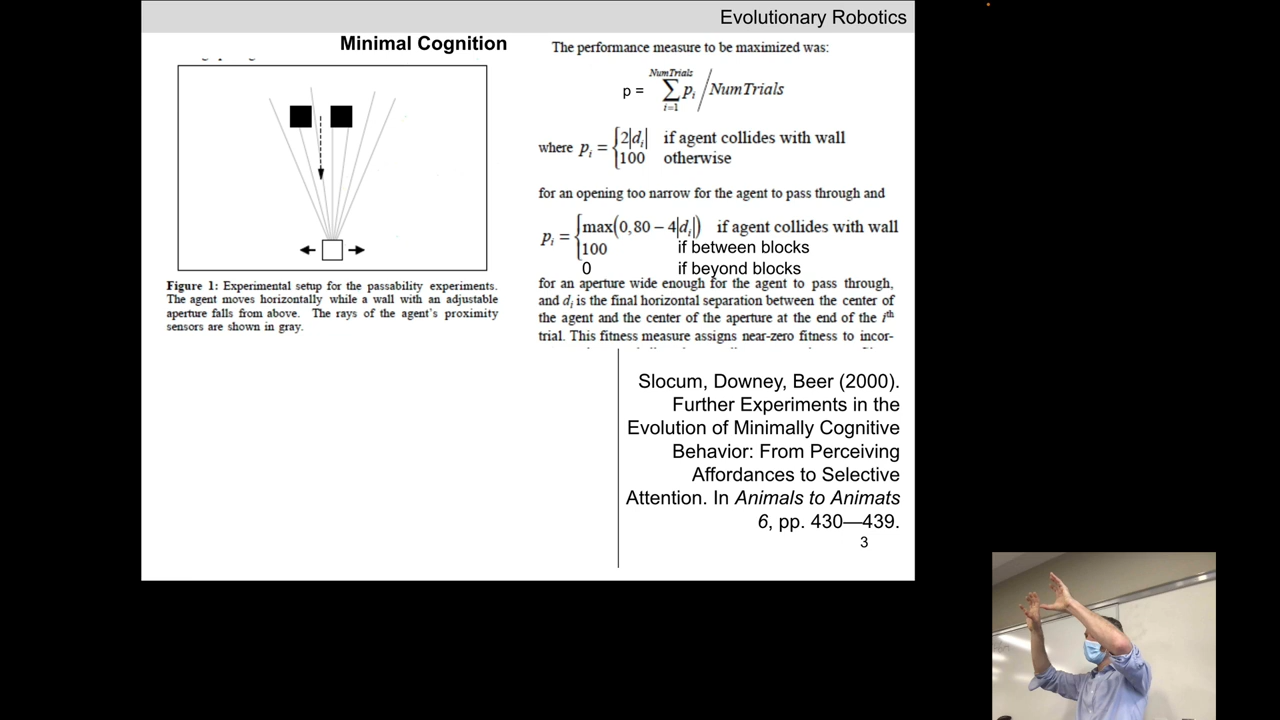 Evolutionary Robotics
Minimal Cognition
Figure 1: Experimental setup for the passability experiments.
The agent moves horizontally while a wall with an adjustable
aperture falls from above. The rays of the agent's proximity
sensors are shown in gray.
The performance measure to be maximized was:
p = NumTrials ∑ i=1 p_i / NumTrials
where p_i = { 2|d_i| if agent collides with wall
100 otherwise
for an opening too narrow for the agent to pass through and
p_i = { max(0,80 − 4|d_i|) if agent collides with wall
100 if between blocks
0 if beyond blocks
for an aperture wide enough for the agent to pass through,
and d_i is the final horizontal separation between the center of
the agent and the center of the aperture at the end of the i^th
trial. This fitness measure assigns near-zero fitness to incor-
Slocum, Downey, Beer (2000).
Further Experiments in the
Evolution of Minimally Cognitive
Behavior: From Perceiving
Affordances to Selective
Attention. In Animals to Animats
6, pp. 430—439.
3